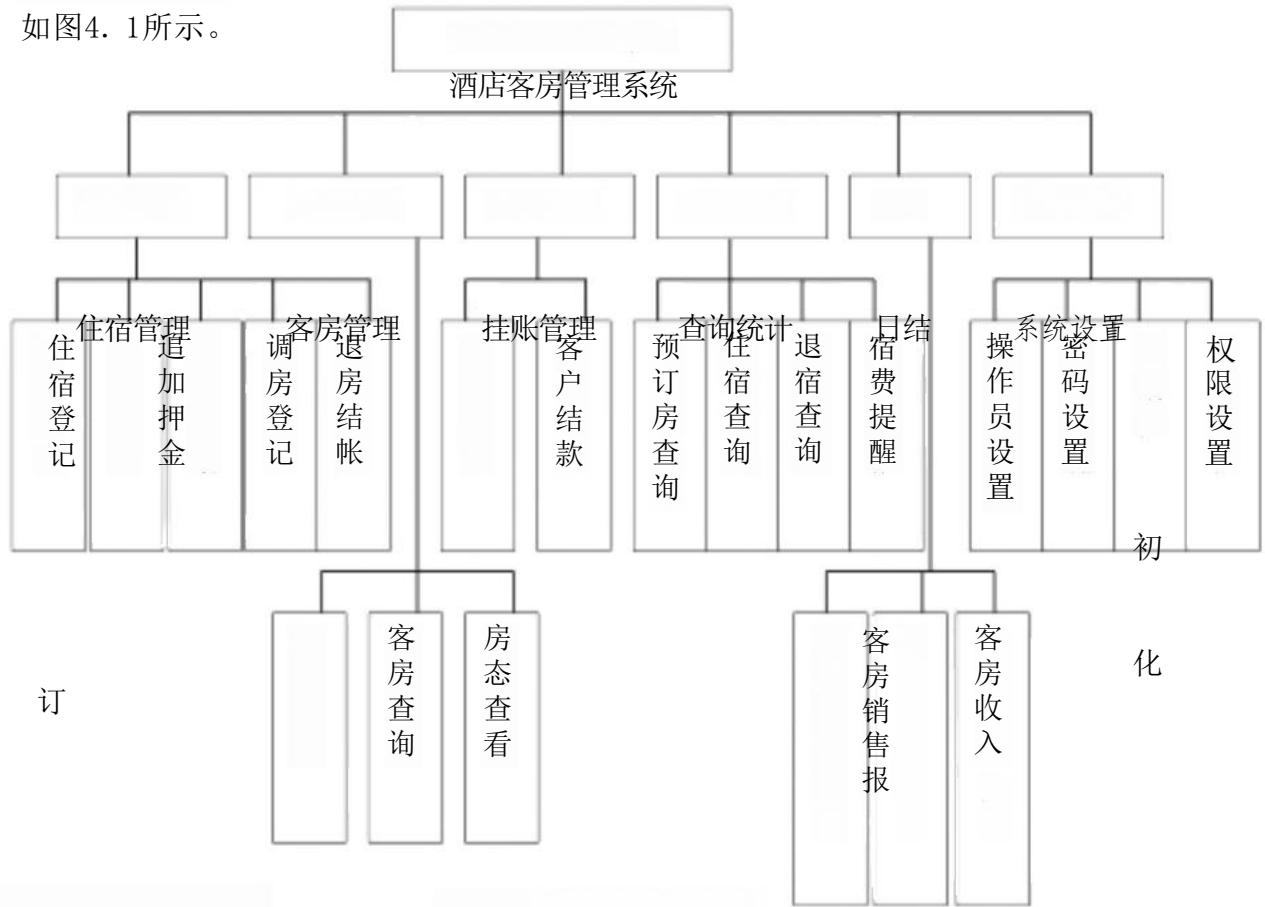 如图4. 1所示。
酒店客房管理系统
住宿管理
客房管理
挂账管理
查询统计
日结
系统设置
住宿登记
追加押金
调房登记
退房结帐
客户结款
预订房查询
住宿查询
退宿查询
宿费提醒
操作员设置
密码设置
初
化
权限设置
订
客房查询
房态查看
客房销售报
客房收入